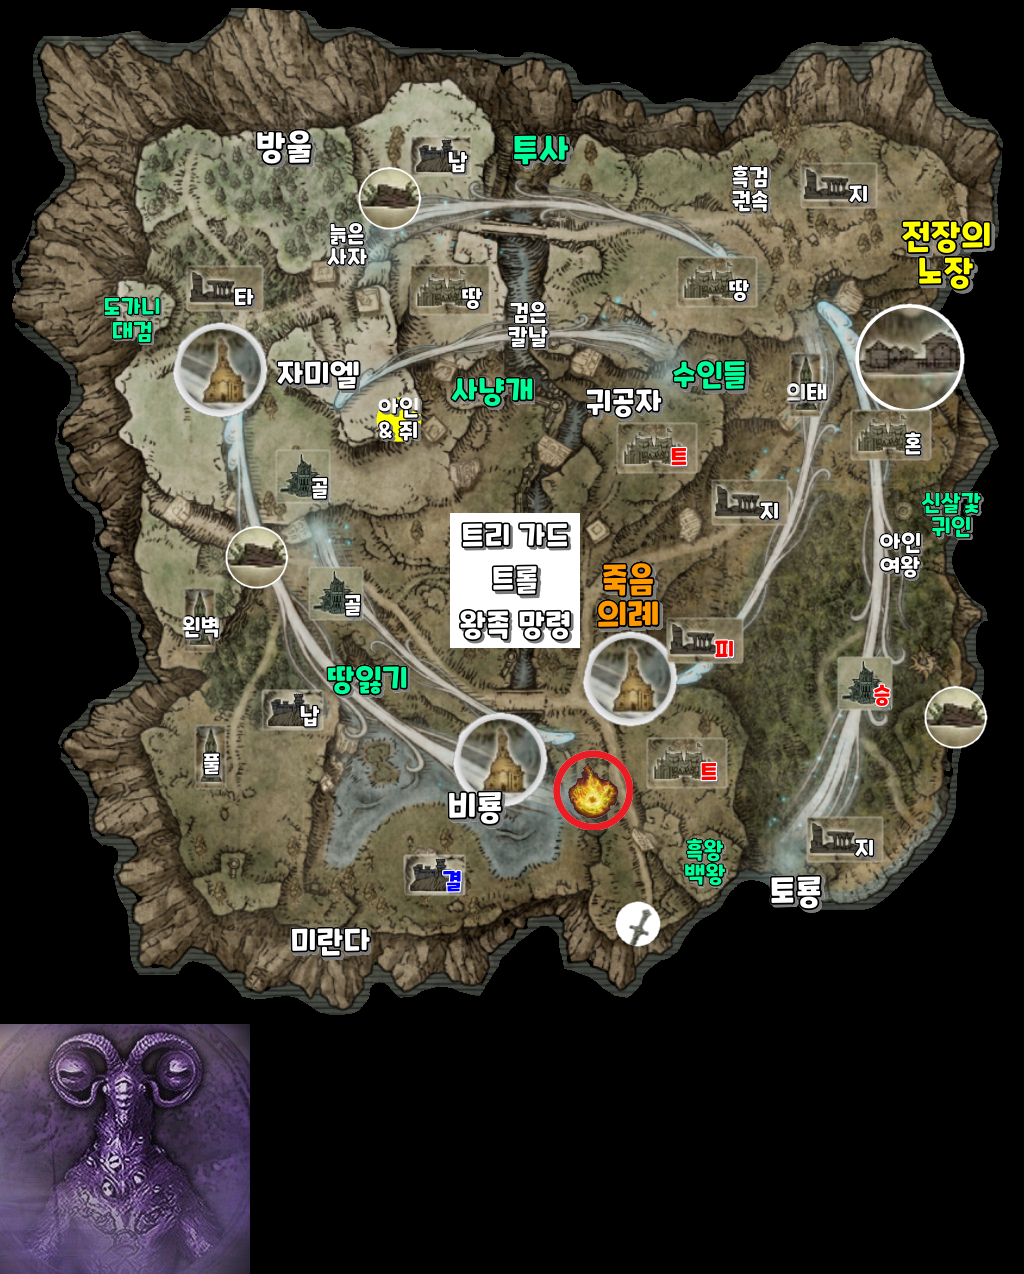 방울
납
투사
흑검
권속
지
늙은
사자
전장의
노장
타
땅
땅
도가니
대검
검은
칼날
자미엘
사냥개
수인들
귀공자
의태
아인
& 쥐
트
혼
골
지
신살갗
귀인
트리 가드
트롤
왕족 망령
아인
여왕
죽음
의례
골
왼벽
피
땅잃기
승
납
풀
트
비룡
흑왕
백왕
지
결
토룡
미란다